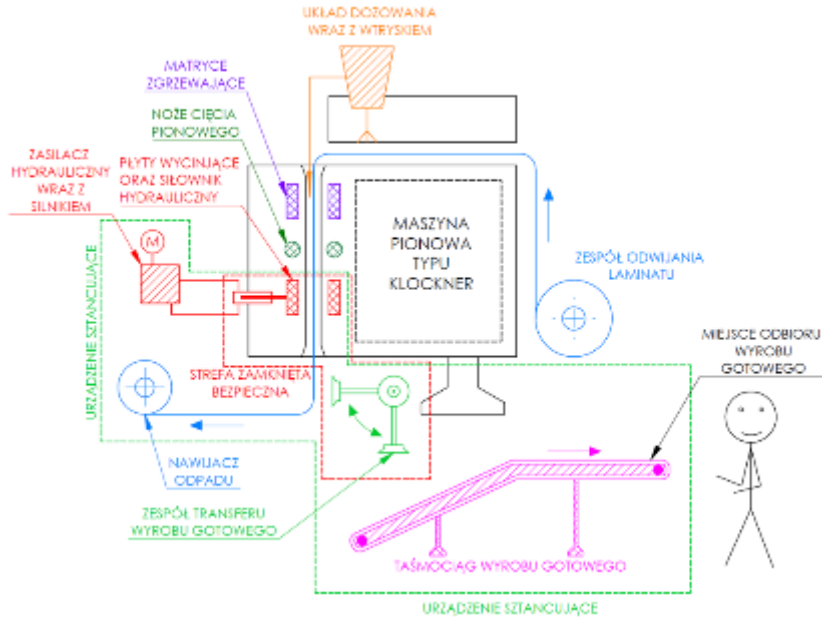 UKŁAD DOZOWANIA
WRAZ Z WTRYSKIEM
MATRYCE
ZGRZEWAJĄCE
NOŻE CIĘCIA
PIONOWEGO
ZASILACZ
HYDRAULICZNY
WRAZ Z
SILNIKIEM
PŁYTY WYCINAJĄCE
ORAZ SIŁOWNIK
HYDRAULICZNY
MASZYNA
PIONOWA
TYPU
KLOCKNER
ZESPÓŁ ODWIJANIA
LAMINATU
M
URZĄDZENIE SZTANCUJĄCE
MIEJSCE ODBIORU
WYROBU
GOTOWEGO
STREFA ZAMKNIĘTA
BEZPIECZNA
NAWIJACZ
ODPADU
ZESPÓŁ TRANSFERU
WYROBU GOTOWEGO
TAŚMOCIĄG WYROBU GOTOWEGO
URZĄDZENIE SZTANCUJĄCE